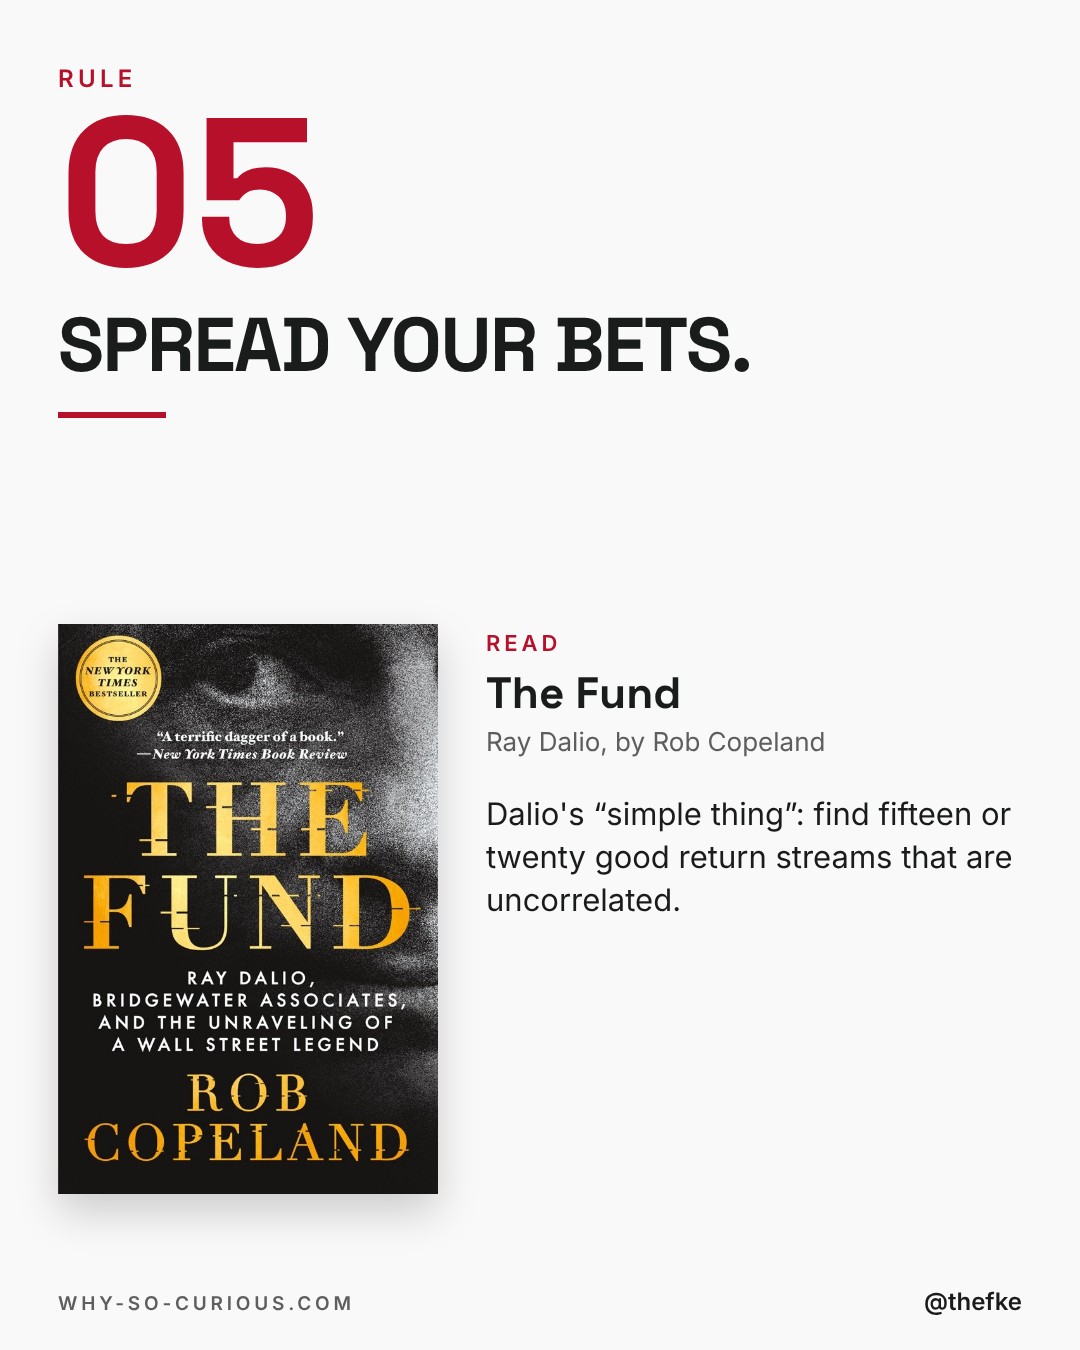 RULE
05
SPREAD YOUR BETS.
THE
NEW YORK
TIMES
BESTSELLER
“A terrific dagger of a book.”
—New York Times Book Review
THE
FUND
RAY DALIO,
BRIDGEWATER ASSOCIATES,
AND THE UNRAVELING OF
A WALL STREET LEGEND
ROB
COPELAND
READ
The Fund
Ray Dalio, by Rob Copeland
Dalio's “simple thing”: find fifteen or
twenty good return streams that are
uncorrelated.
WHY-SO-CURIOUS.COM
@thefke